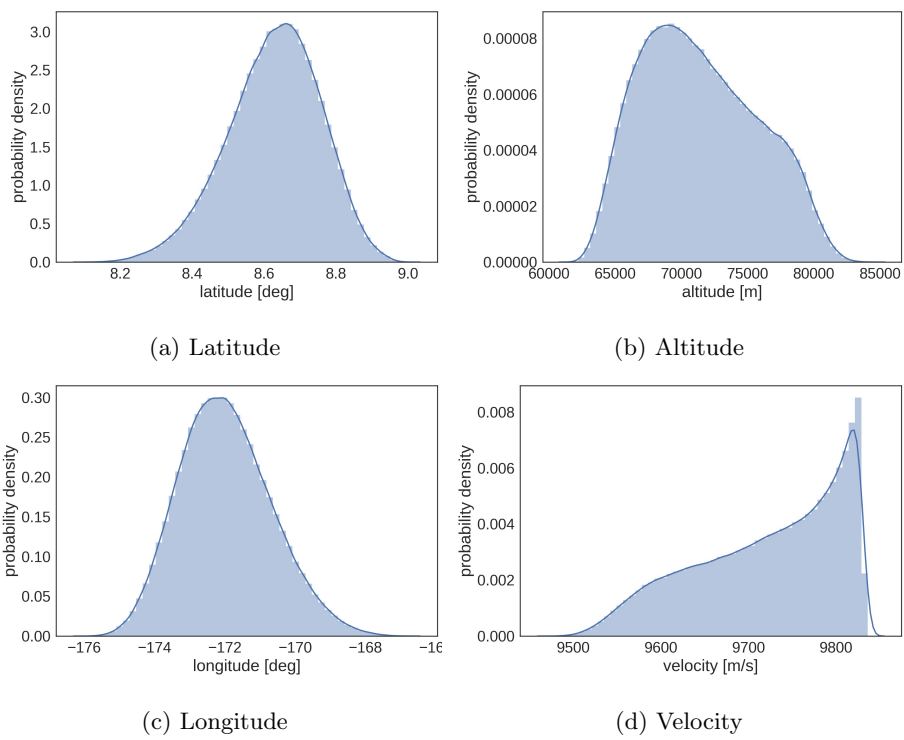 3.0
2.5
2.0
1.5
1.0
0.5
0.0
probability density
8.2 8.4 8.6 8.8 9.0
latitude [deg]
(a) Latitude
0.00008
0.00006
0.00004
0.00002
0.00000
probability density
60000 65000 70000 75000 80000 85000
altitude [m]
(b) Altitude
0.30
0.25
0.20
0.15
0.10
0.05
0.00
probability density
−176 −174 −172 −170 −168
longitude [deg]
(c) Longitude
0.008
0.006
0.004
0.002
0.000
probability density
9500 9600 9700 9800
velocity [m/s]
(d) Velocity